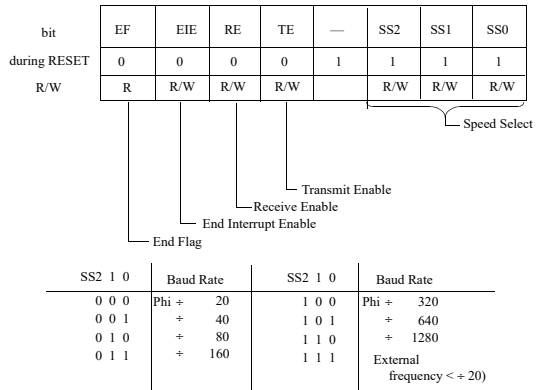 bit EF EIE RE TE — SS2 SS1 SS0
during RESET 0 0 0 0 1 1 1 1
R/W R R/W R/W R/W R/W R/W R/W
Speed Select
Transmit Enable
Receive Enable
End Interrupt Enable
End Flag
SS2 1 0 Baud Rate SS2 1 0 Baud Rate
0 0 0 Phi ÷ 20 1 0 0 Phi ÷ 320
0 0 1 ÷ 40 1 0 1 ÷ 640
0 1 0 ÷ 80 1 1 0 ÷ 1280
0 1 1 ÷ 160 1 1 1 External
frequency < ÷ 20)